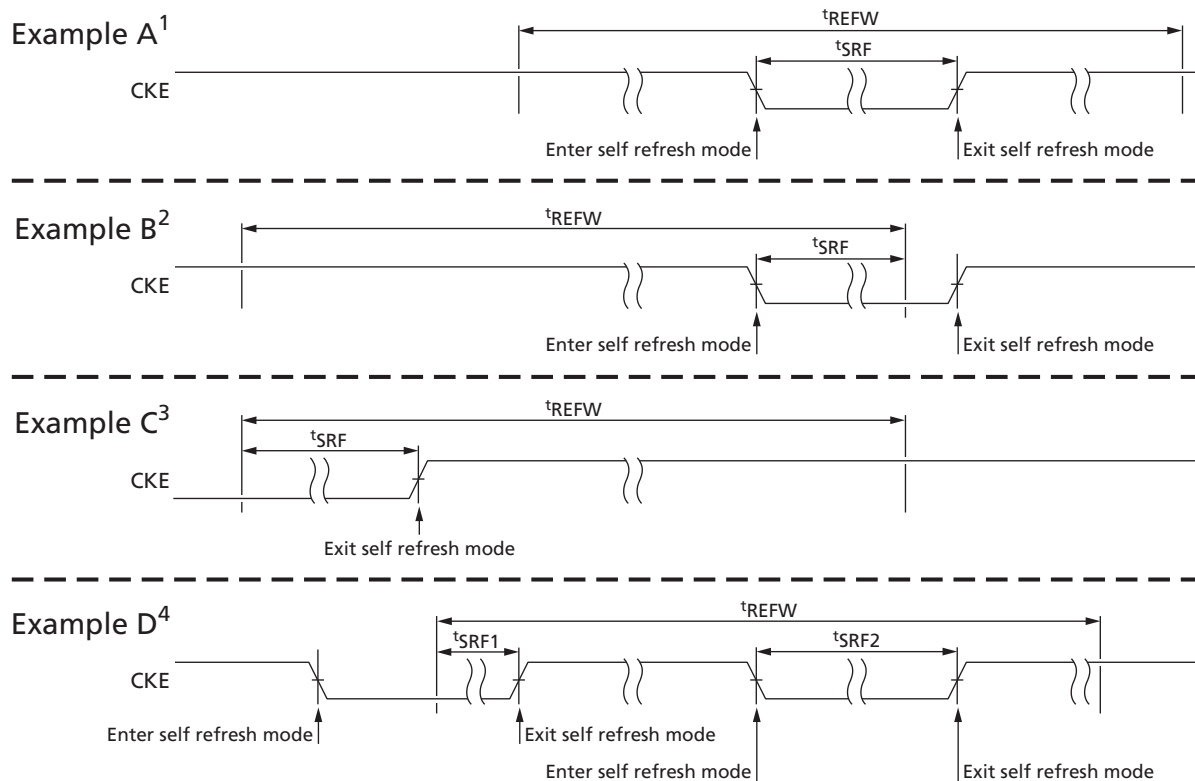 Example A¹
ᵗREFW
ᵗSRF
CKE
Enter self refresh mode
Exit self refresh mode
Example B²
ᵗREFW
ᵗSRF
CKE
Enter self refresh mode
Exit self refresh mode
Example C³
ᵗREFW
ᵗSRF
CKE
Exit self refresh mode
Example D⁴
ᵗREFW
ᵗSRF1
ᵗSRF2
CKE
Enter self refresh mode
Exit self refresh mode
Enter self refresh mode
Exit self refresh mode